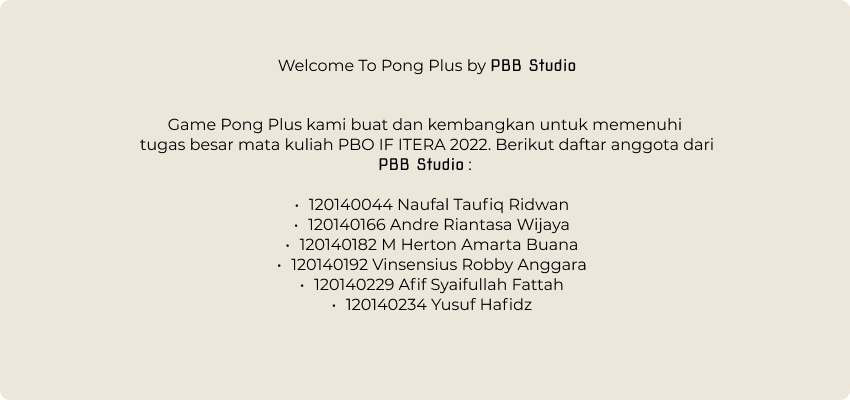 Welcome To Pong Plus by PBB Studio
Game Pong Plus kami buat dan kembangkan untuk memenuhi
tugas besar mata kuliah PBO IF ITERA 2022. Berikut daftar anggota dari
PBB Studio :
• 120140044 Naufal Taufiq Ridwan
• 120140166 Andre Riantasa Wijaya
• 120140182 M Herton Amarta Buana
• 120140192 Vinsensius Robby Anggara
• 120140229 Afif Syaifullah Fattah
• 120140234 Yusuf Hafidz